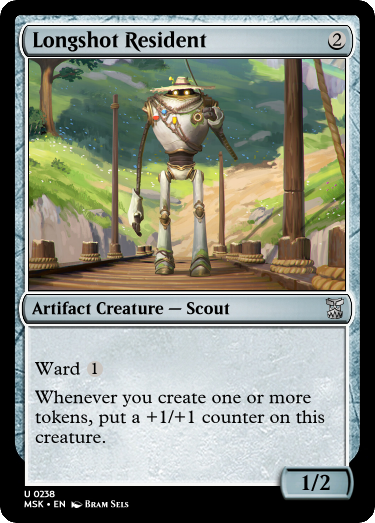 Longshot Resident 2
Artifact Creature — Scout
Ward 1
Whenever you create one or more
tokens, put a +1/+1 counter on this
creature.
1/2
U 0238
MSK • EN Bram Sels